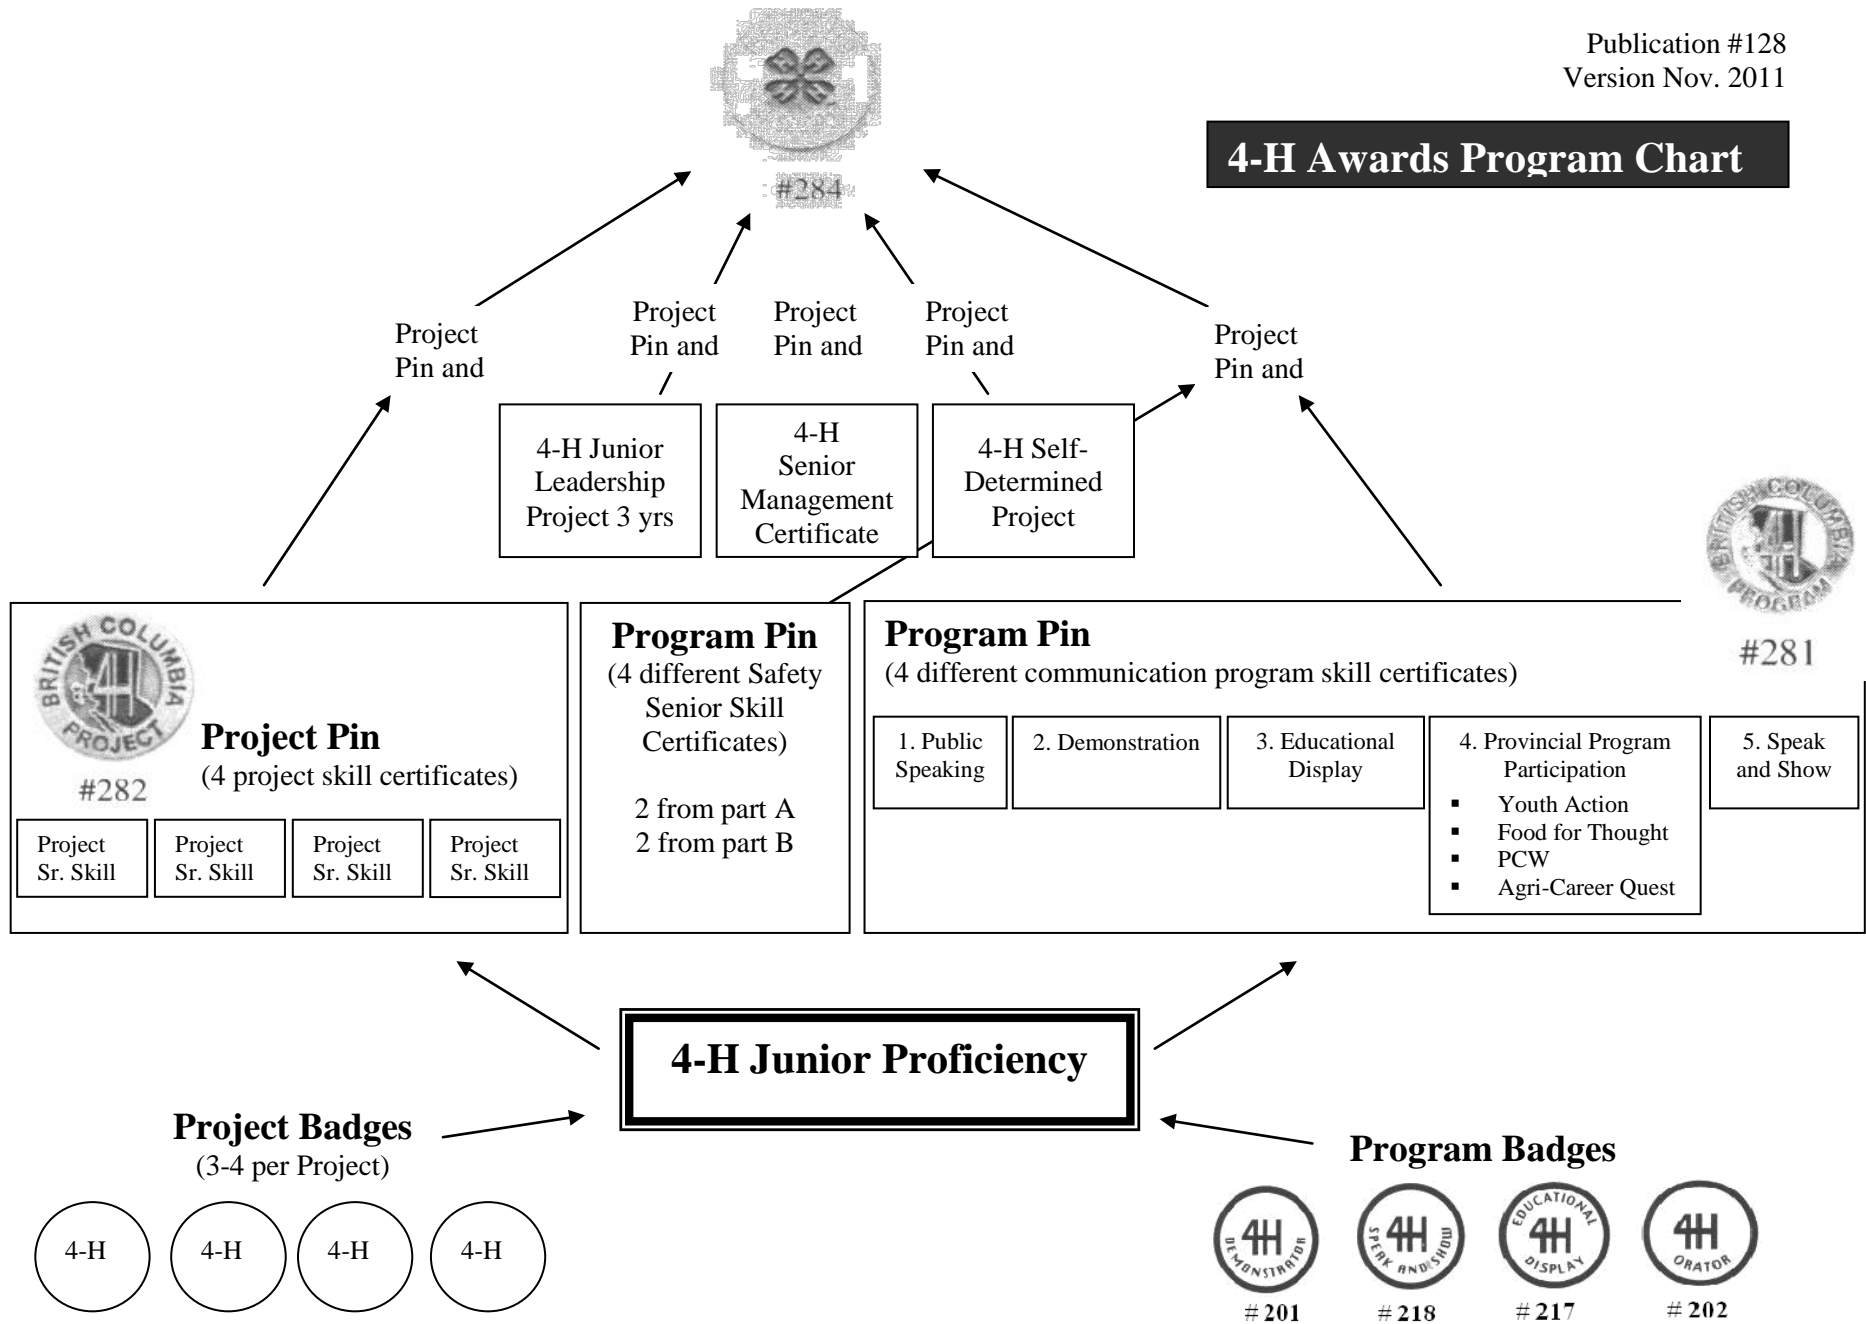 Publication #128
Version Nov. 2011
4-H Awards Program Chart
#284
Project
Pin and
Project
Pin and
Project
Pin and
Project
Pin and
Project
Pin and
4-H Junior
Leadership
Project 3 yrs
4-H
Senior
Management
Certificate
4-H Self-
Determined
Project
BRITISH COLUMBIA
4H
PROGRAM
#281
BRITISH COLUMBIA
4H
PROJECT
#282
Project Pin
(4 project skill certificates)
Project
Sr. Skill
Project
Sr. Skill
Project
Sr. Skill
Project
Sr. Skill
Program Pin
(4 different Safety
Senior Skill
Certificates)
2 from part A
2 from part B
Program Pin
(4 different communication program skill certificates)
1. Public
Speaking
2. Demonstration
3. Educational
Display
4. Provincial Program
Participation
▪ Youth Action
▪ Food for Thought
▪ PCW
▪ Agri-Career Quest
5. Speak
and Show
4-H Junior Proficiency
Project Badges
(3-4 per Project)
4-H
4-H
4-H
4-H
Program Badges
4H
DEMONSTRATOR
#201
4H
SPEAK AND SHOW
#218
EDUCATIONAL
4H
DISPLAY
#217
4H
ORATOR
#202